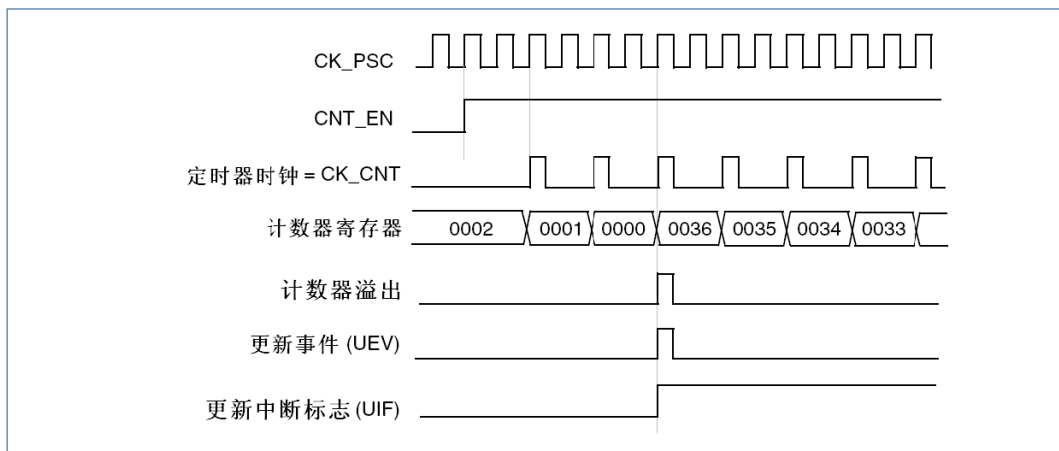 CK_PSC
CNT_EN
定时器时钟 = CK_CNT
计数器寄存器 0002 0001 0000 0036 0035 0034 0033
计数器溢出
更新事件 (UEV)
更新中断标志 (UIF)